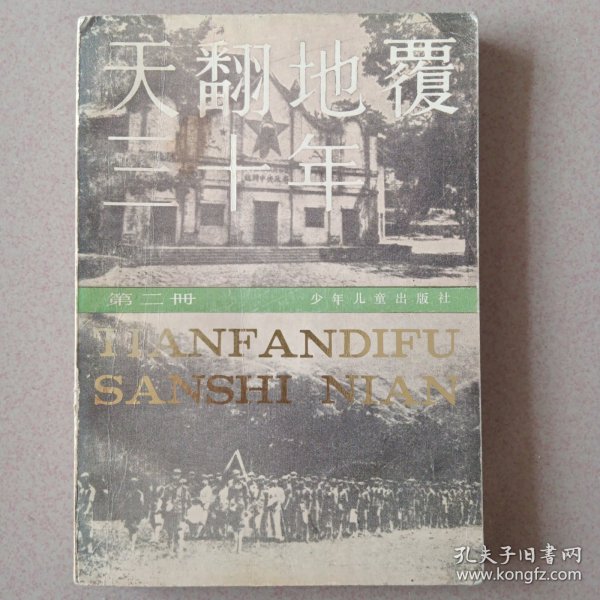 天翻地覆
三十年
第二册
少年儿童出版社
TIANFANDIFU
SANSHI NIAN
孔夫子旧書网
www.kongfz.com